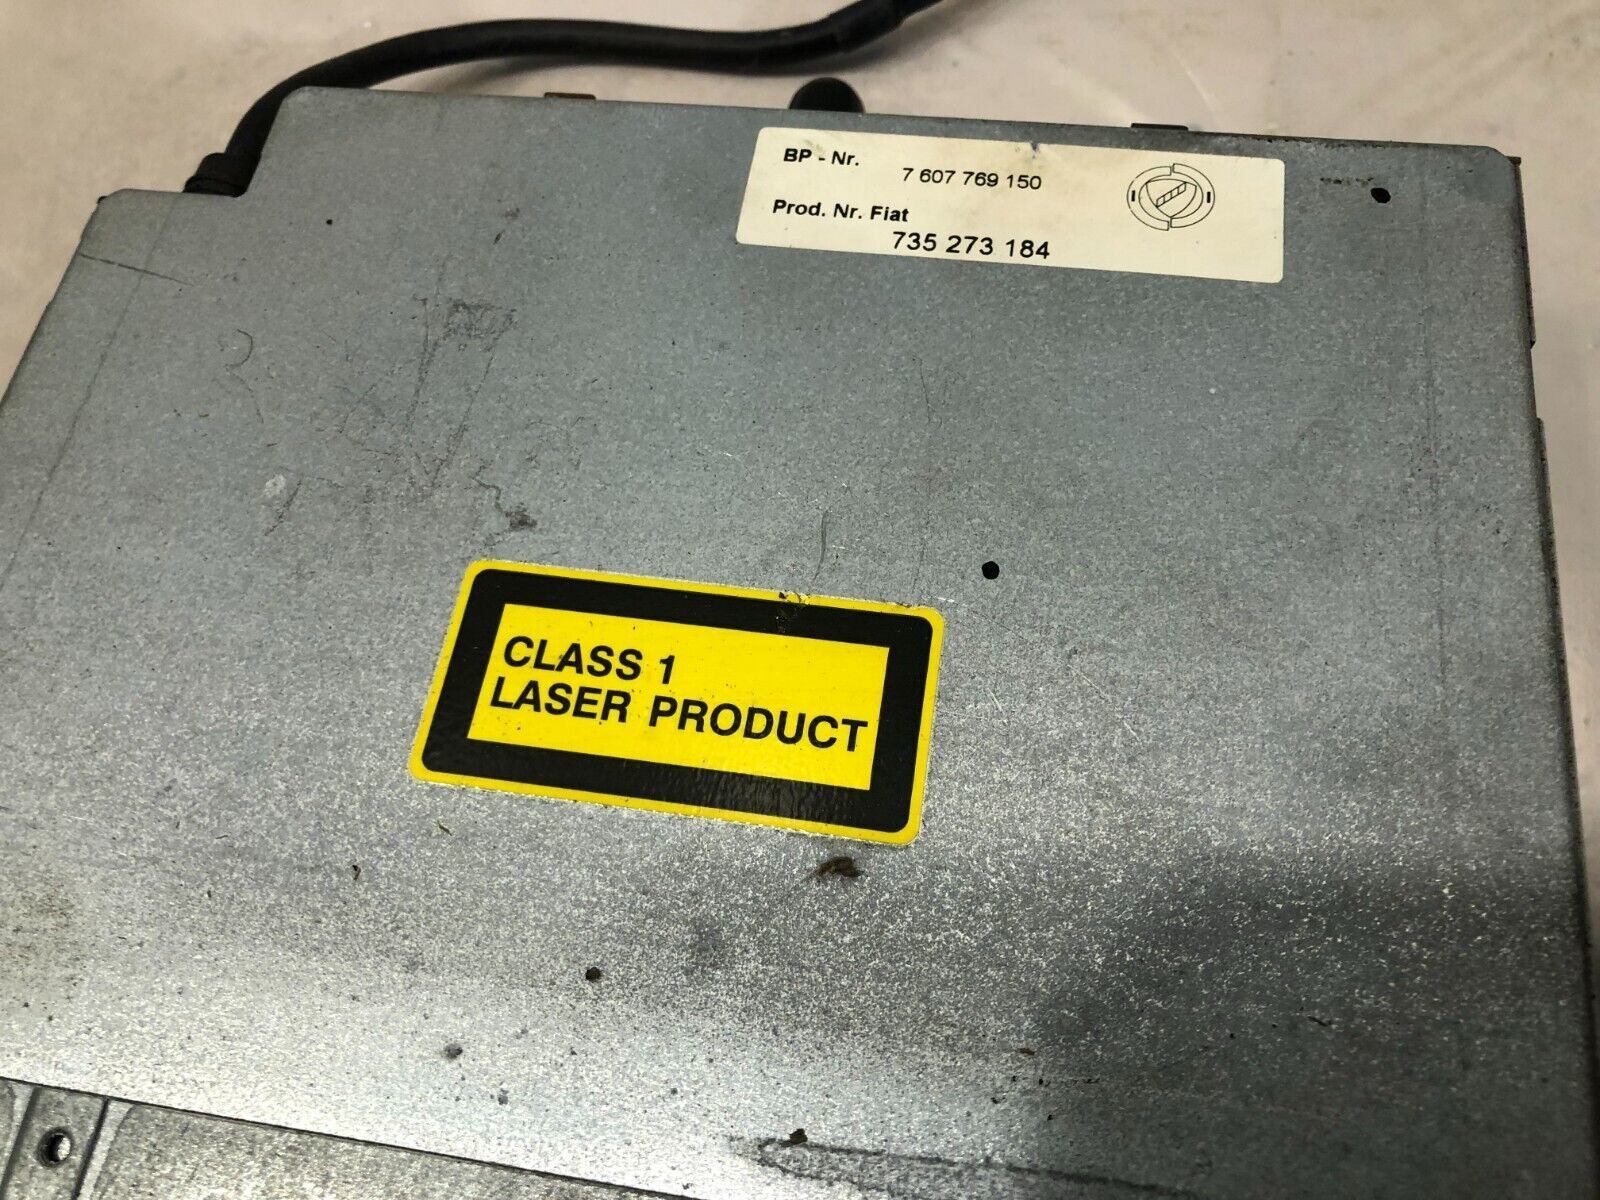 BP - Nr.
7 607 769 150
Prod. Nr. Fiat
735 273 184
CLASS 1
LASER PRODUCT